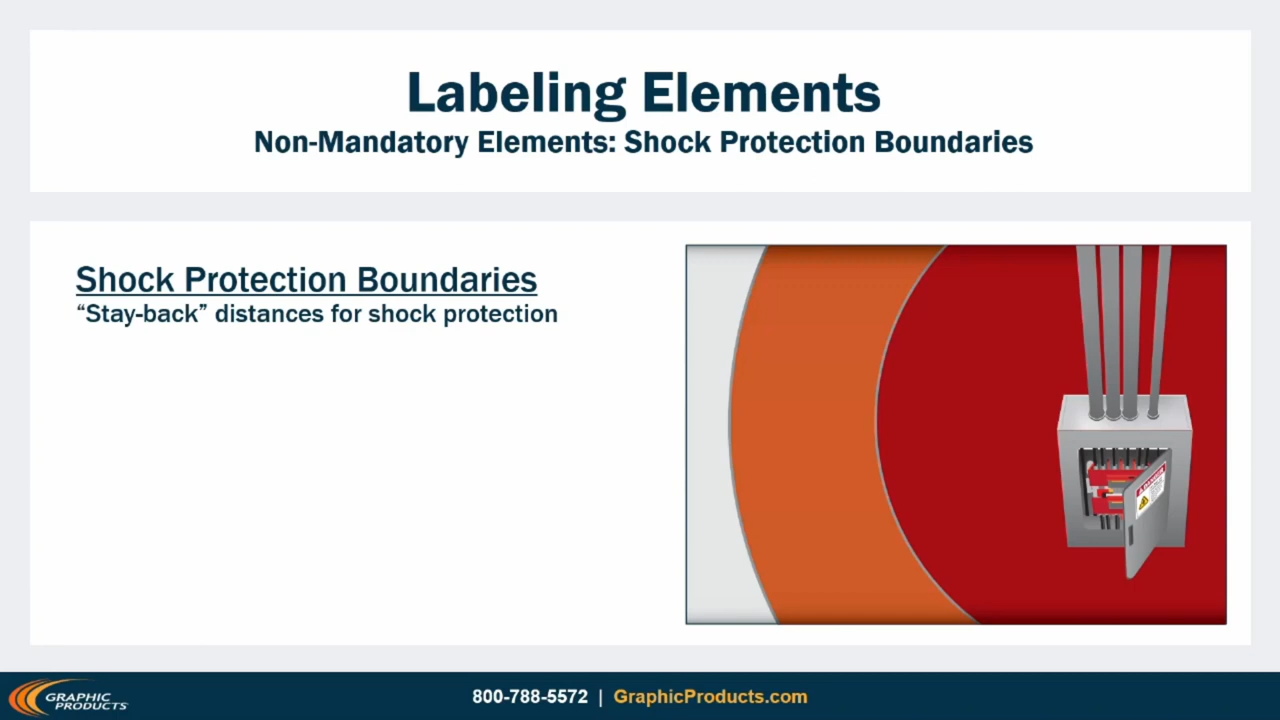 Labeling Elements
Non-Mandatory Elements: Shock Protection Boundaries
Shock Protection Boundaries
“Stay-back” distances for shock protection
GRAPHIC
PRODUCTS
800-788-5572 | GraphicProducts.com